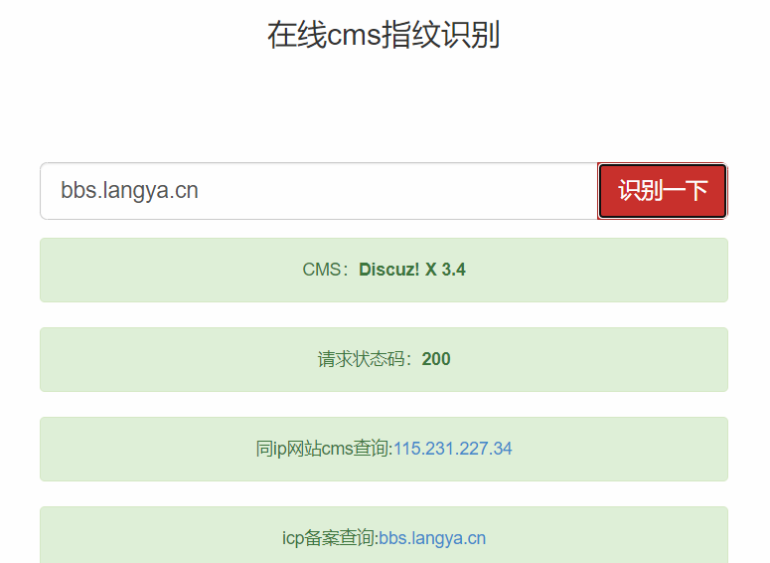 在线cms指纹识别
bbs.langya.cn 识别一下
CMS：Discuz! X 3.4
请求状态码：200
同ip网站cms查询:115.231.227.34
icp备案查询:bbs.langya.cn